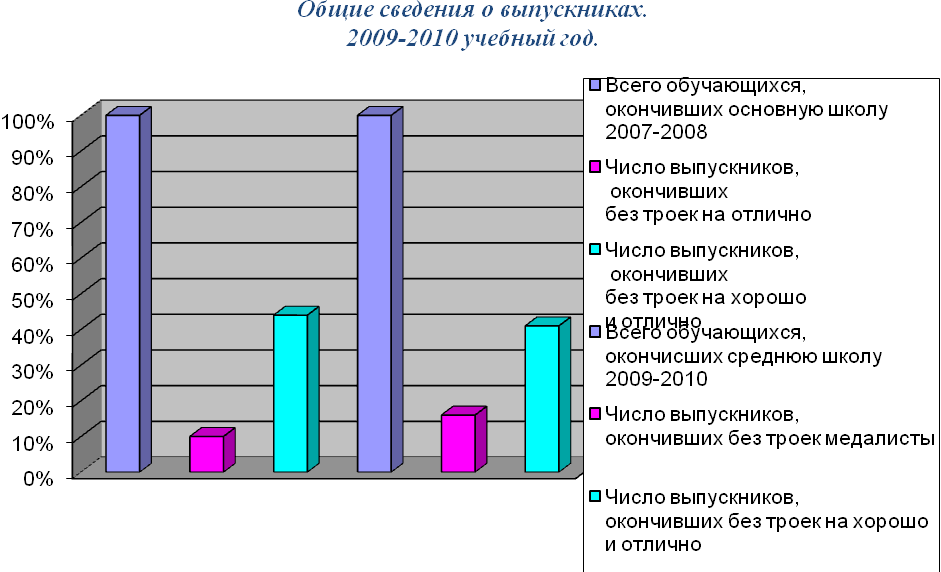 Общие сведения о выпускниках.
2009-2010 учебный год.
100%
90%
80%
70%
60%
50%
40%
30%
20%
10%
0%
Всего обучающихся,
окончивших основную школу
2007-2008
Число выпускников,
окончивших
без троек на отлично
Число выпускников,
окончивших
без троек на хорошо
и отлично
Всего обучающихся,
окончисших среднюю школу
2009-2010
Число выпускников,
окончивших без троек медалисты
Число выпускников,
окончивших без троек на хорошо
и отлично